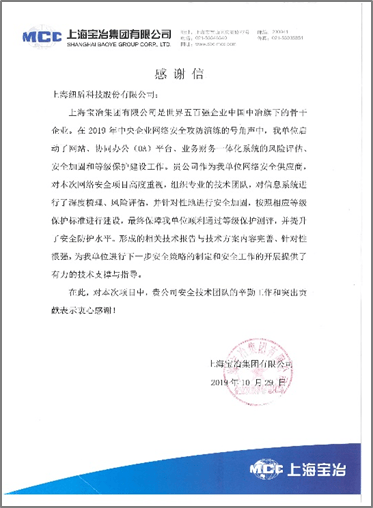 MCC 上海宝冶集团有限公司
SHANGHAI BAOYE GROUP CORP., LTD
感谢信
上海纽盾科技股份有限公司：
上海宝冶集团有限公司是世界五百强企业中国中冶旗下的骨干
企业。在 2019 年中央企业网络安全攻防演练的号角声中，我单位启
动了网站、协同办公（OA）平台、业务财务一体化系统的风险评估、
安全加固和等级保护建设工作。贵公司作为我单位网络安全供应商，
对本次网络安全项目高度重视，组织专业的技术团队，对信息系统进
行了深度梳理、风险评估，并针对性地进行安全加固，按照相应等级
保护标准进行建设，最终保障我单位顺利通过等级保护测评，并提升
了安全防护水平。形成的相关技术报告与技术方案内容完善、针对性
很强，为我单位进行下一步安全策略的制定和安全工作的开展提供了
有力的技术支撑与指导。
在此，对本次项目中，贵公司安全技术团队的辛勤工作和突出贡
献表示衷心感谢！
上海宝冶集团有限公司
2019 年 10 月 29 日
MCC 上海宝冶